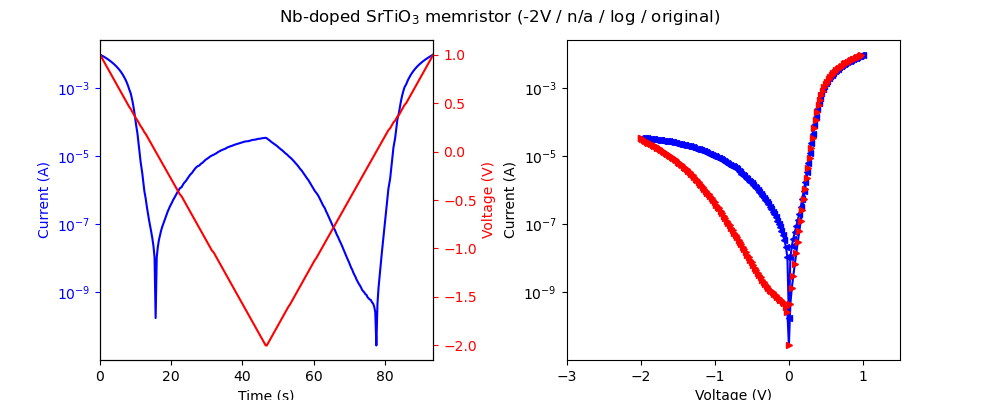 Nb-doped SrTiO₃ memristor (-2V / n/a / log / original)
Current (A)
10⁻³
10⁻⁵
10⁻⁷
10⁻⁹
0 20 40 60 80
Time (s)
1.0
0.5
0.0
−0.5
−1.0
−1.5
−2.0
Voltage (V)
Current (A)
10⁻³
10⁻⁵
10⁻⁷
10⁻⁹
−3 −2 −1 0 1
Voltage (V)